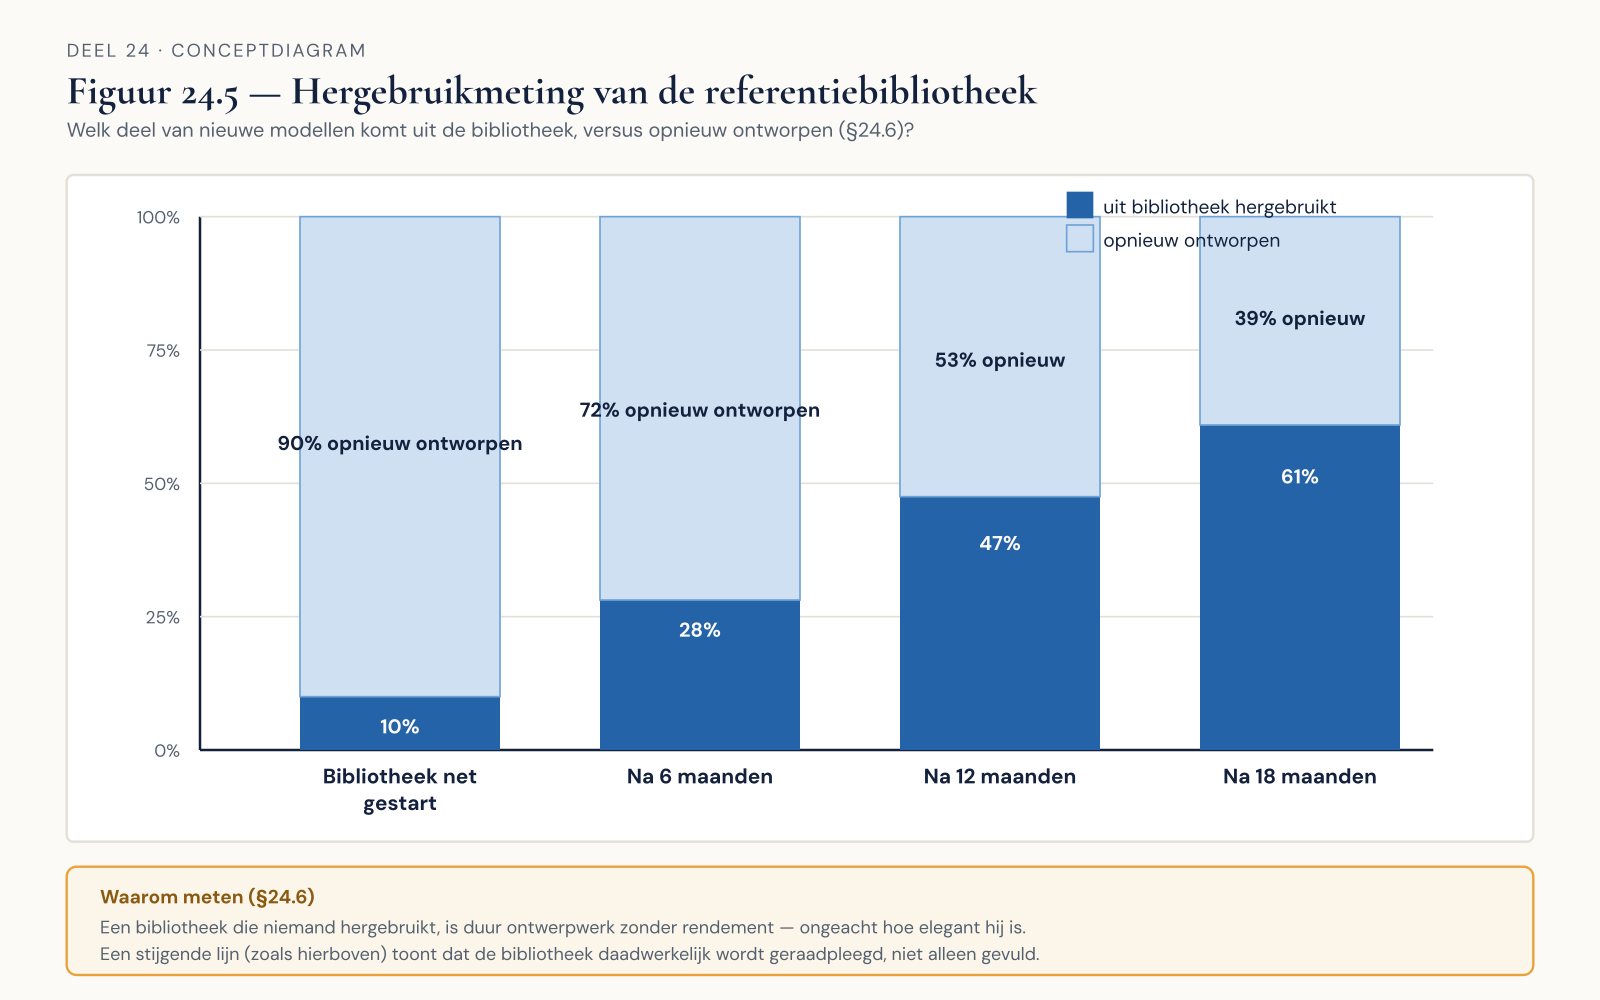 DEEL 24 · CONCEPTDIAGRAM
Figuur 24.5 — Hergebruikmeting van de referentiebibliotheek
Welk deel van nieuwe modellen komt uit de bibliotheek, versus opnieuw ontworpen (§24.6)?
uit bibliotheek hergebruikt
opnieuw ontworpen
100%
75%
50%
25%
0%
90% opnieuw ontworpen
10%
72% opnieuw ontworpen
28%
53% opnieuw
47%
39% opnieuw
61%
Bibliotheek net
gestart
Na 6 maanden
Na 12 maanden
Na 18 maanden
Waarom meten (§24.6)
Een bibliotheek die niemand hergebruikt, is duur ontwerpwerk zonder rendement — ongeacht hoe elegant hij is.
Een stijgende lijn (zoals hierboven) toont dat de bibliotheek daadwerkelijk wordt geraadpleegd, niet alleen gevuld.